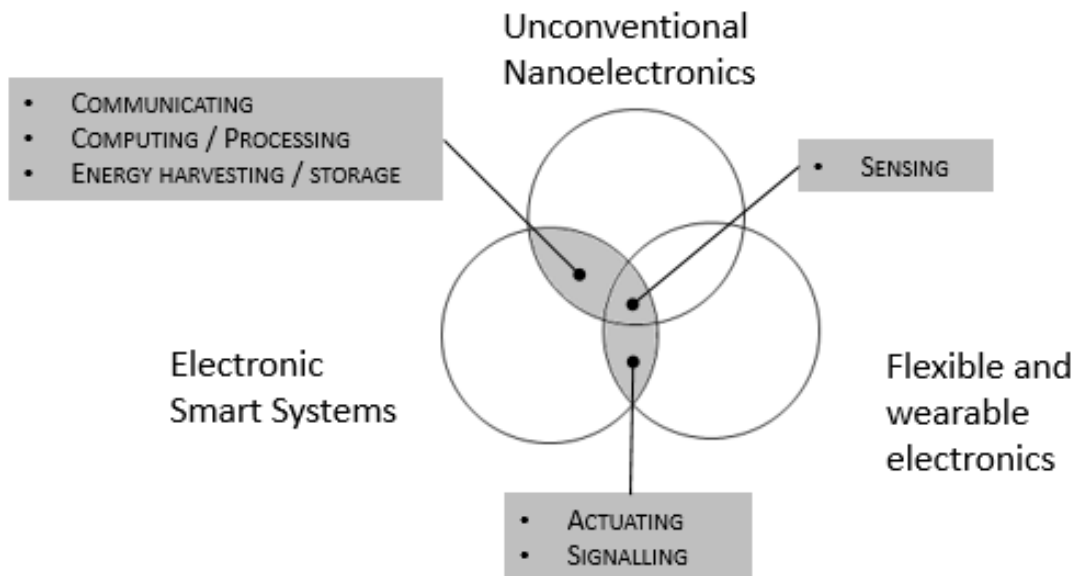 Unconventional
Nanoelectronics
• COMMUNICATING
• COMPUTING / PROCESSING
• ENERGY HARVESTING / STORAGE
• SENSING
Electronic
Smart Systems
Flexible and
wearable
electronics
• ACTUATING
• SIGNALLING